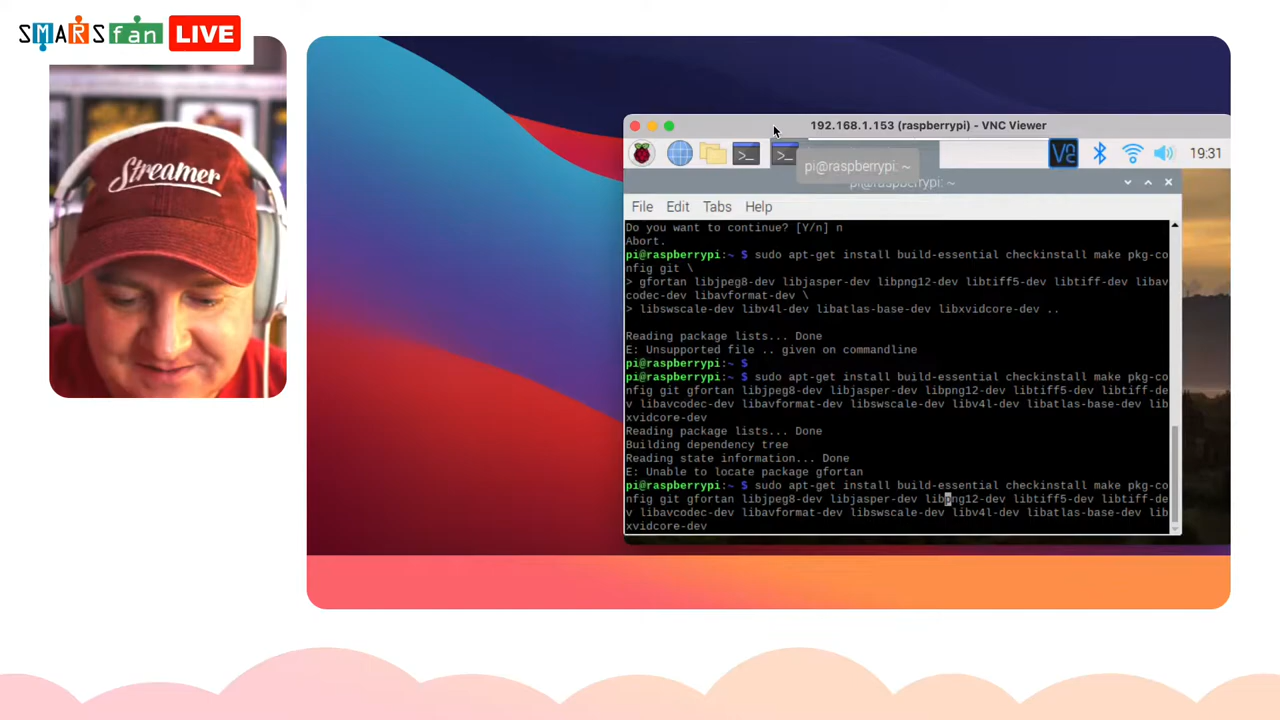 SMARSfan LIVE
Streamer
192.168.1.153 (raspberrypi) - VNC Viewer
>_ >_ V2 19:31
pi@raspberrypi: ~
pi@raspberrypi: ~
File Edit Tabs Help
Do you want to continue? [Y/n] n
Abort.
pi@raspberrypi:~ $ sudo apt-get install build-essential checkinstall make pkg-co
nfig git \
> gfortan libjpeg8-dev libjasper-dev libpng12-dev libtiff5-dev libtiff-dev libav
codec-dev libavformat-dev \
> libswscale-dev libv4l-dev libatlas-base-dev libxvidcore-dev ..
Reading package lists... Done
E: Unsupported file .. given on commandline
pi@raspberrypi:~ $
pi@raspberrypi:~ $ sudo apt-get install build-essential checkinstall make pkg-co
nfig git gfortan libjpeg8-dev libjasper-dev libpng12-dev libtiff5-dev libtiff-de
v libavcodec-dev libavformat-dev libswscale-dev libv4l-dev libatlas-base-dev lib
xvidcore-dev
Reading package lists... Done
Building dependency tree
Reading state information... Done
E: Unable to locate package gfortan
pi@raspberrypi:~ $ sudo apt-get install build-essential checkinstall make pkg-co
nfig git gfortan libjpeg8-dev libjasper-dev libpng12-dev libtiff5-dev libtiff-de
v libavcodec-dev libavformat-dev libswscale-dev libv4l-dev libatlas-base-dev lib
xvidcore-dev